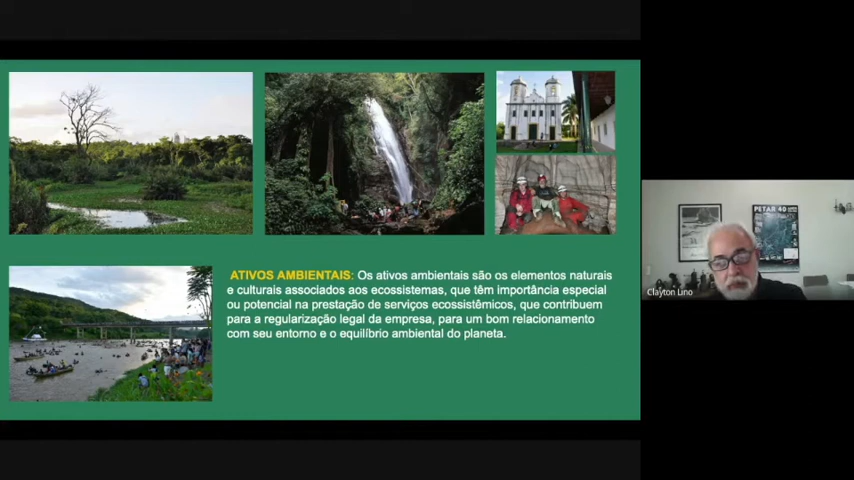 ATIVOS AMBIENTAIS: Os ativos ambientais são os elementos naturais
e culturais associados aos ecossistemas, que têm importância especial
ou potencial na prestação de serviços ecossistêmicos, que contribuem
para a regularização legal da empresa, para um bom relacionamento
com seu entorno e o equilíbrio ambiental do planeta.
PETAR 40
Clayton Lino